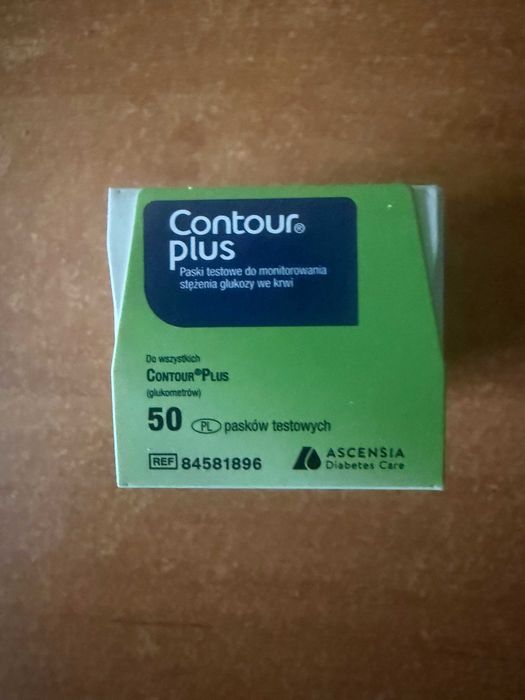 Contour®
plus
Paski testowe do monitorowania
stężenia glukozy we krwi
Do wszystkich
CONTOUR®PLUS
(glukometrów)
50 PL pasków testowych
REF 84581896
ASCENSIA
Diabetes Care